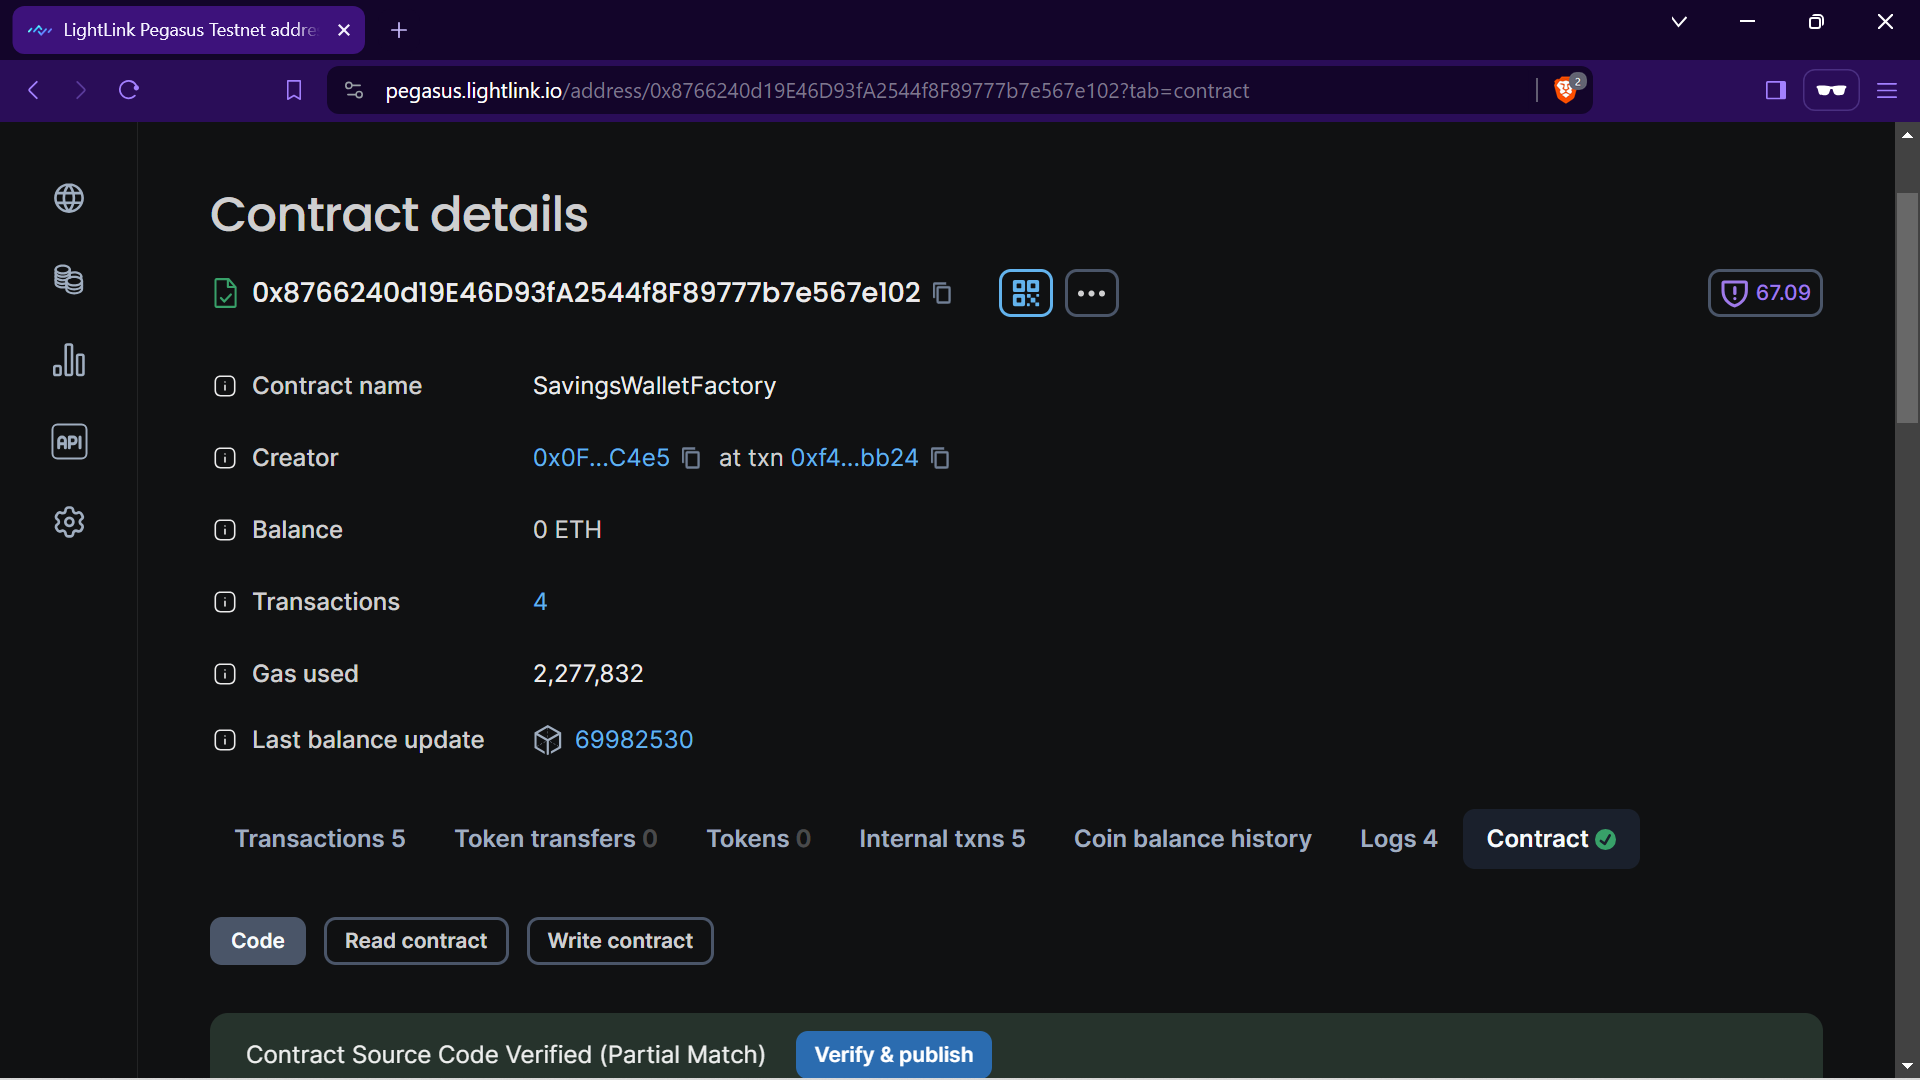 LightLink Pegasus Testnet addre
pegasus.lightlink.io/address/0x8766240d19E46D93fA2544f8F89777b7e567e102?tab=contract
2
Contract details
0x8766240d19E46D93fA2544f8F89777b7e567e102
67.09
Contract name SavingsWalletFactory
Creator 0x0F...C4e5 at txn 0xf4...bb24
API
Balance 0 ETH
Transactions 4
Gas used 2,277,832
Last balance update 69982530
Transactions 5 Token transfers 0 Tokens 0 Internal txns 5 Coin balance history Logs 4 Contract
Code Read contract Write contract
Contract Source Code Verified (Partial Match) Verify & publish